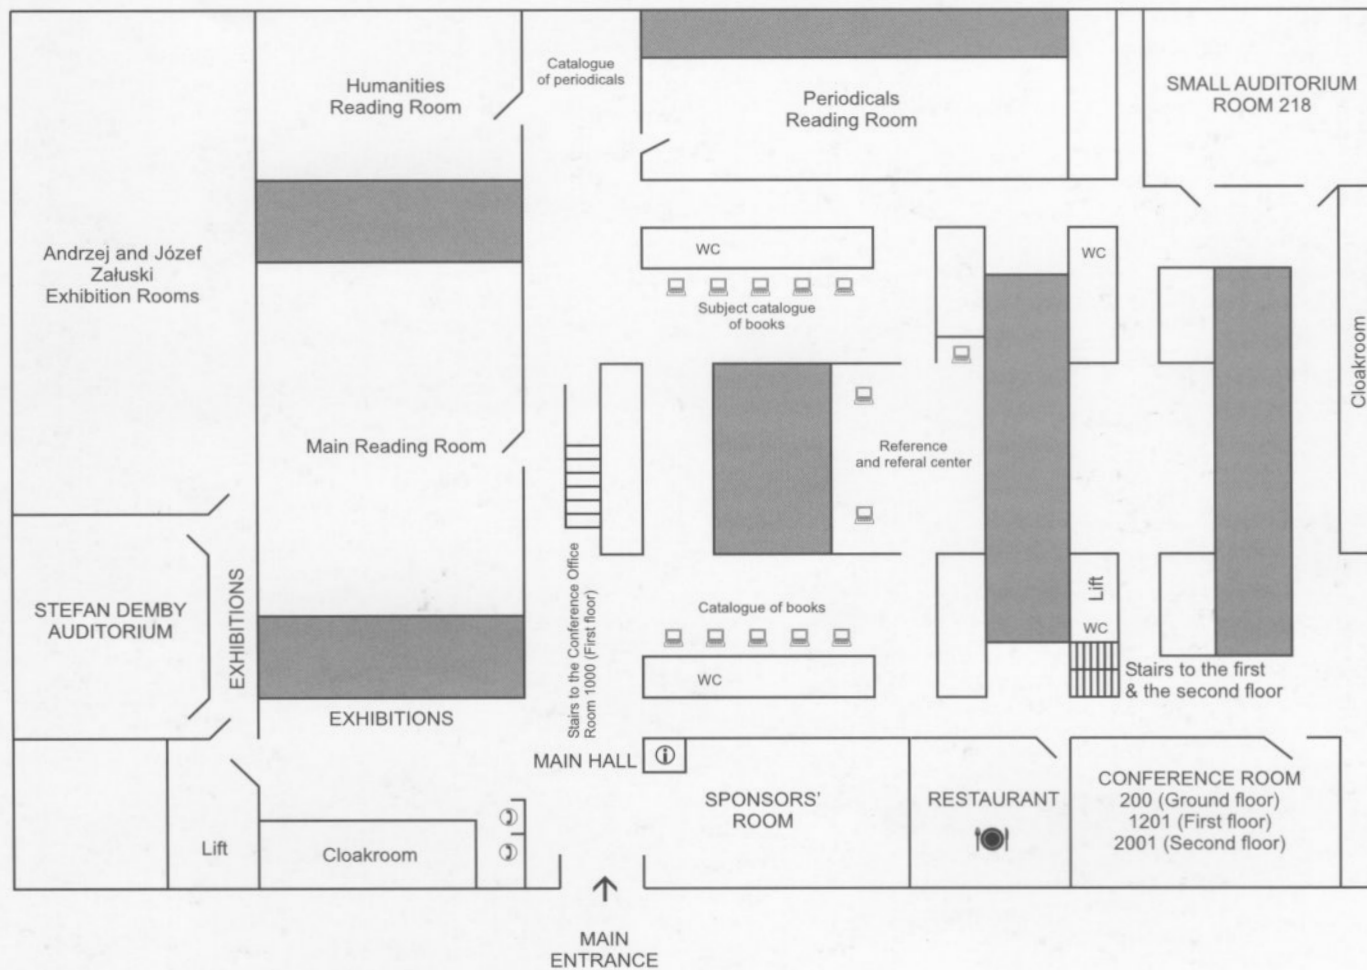 Humanities
Reading Room
Catalogue
of periodicals
Periodicals
Reading Room
SMALL AUDITORIUM
ROOM 218
Andrzej and Józef
Załuski
Exhibition Rooms
WC
WC
Subject catalogue
of books
Cloakroom
Main Reading Room
Reference
and referal center
STEFAN DEMBY
AUDITORIUM
EXHIBITIONS
Stairs to the Conference Office
Room 1000 (First floor)
Catalogue of books
WC
Lift
WC
Stairs to the first
& the second floor
EXHIBITIONS
MAIN HALL
SPONSORS'
ROOM
RESTAURANT
CONFERENCE ROOM
200 (Ground floor)
1201 (First floor)
2001 (Second floor)
Lift
Cloakroom
MAIN
ENTRANCE